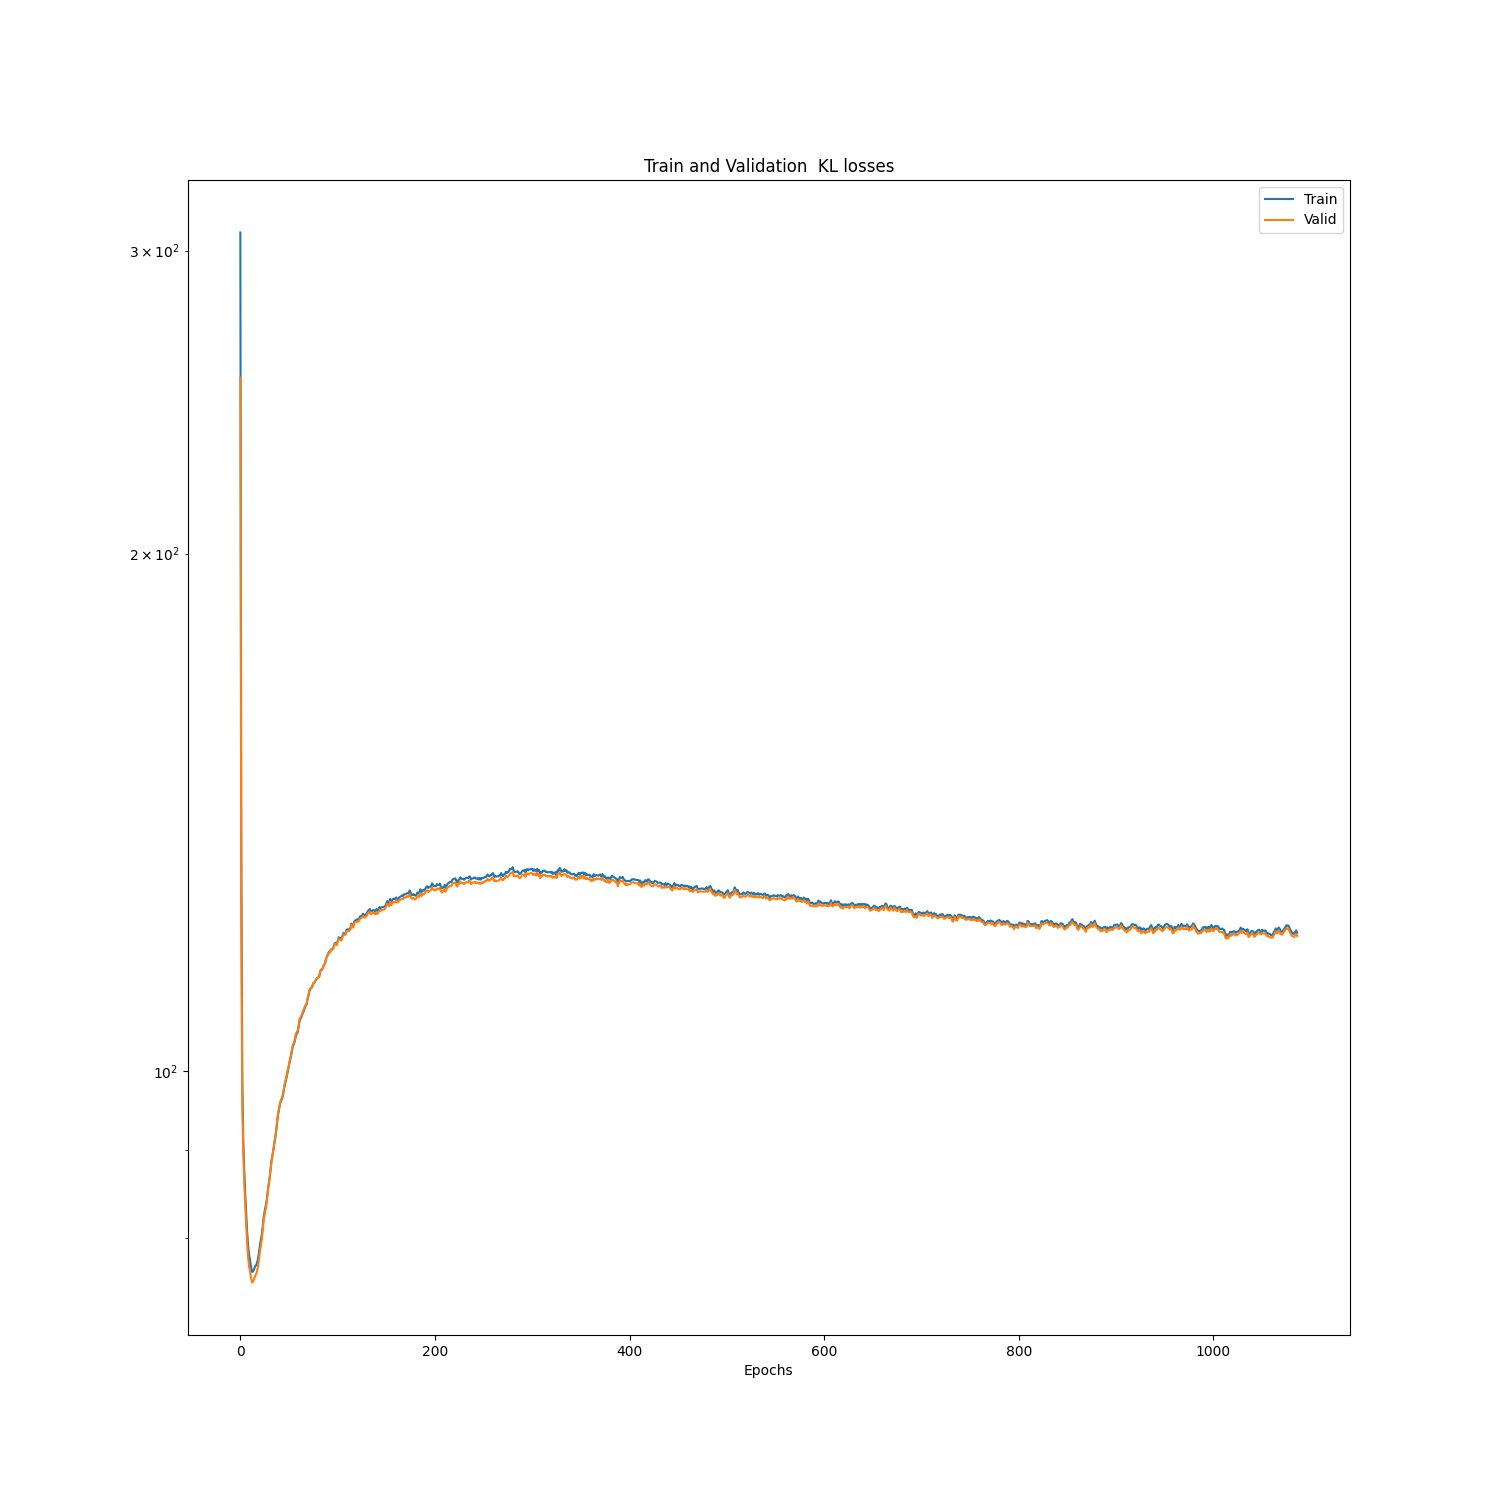 Train and Validation  KL losses
Train
Valid
3 × 10²
2 × 10²
10²
0 200 400 600 800 1000
Epochs